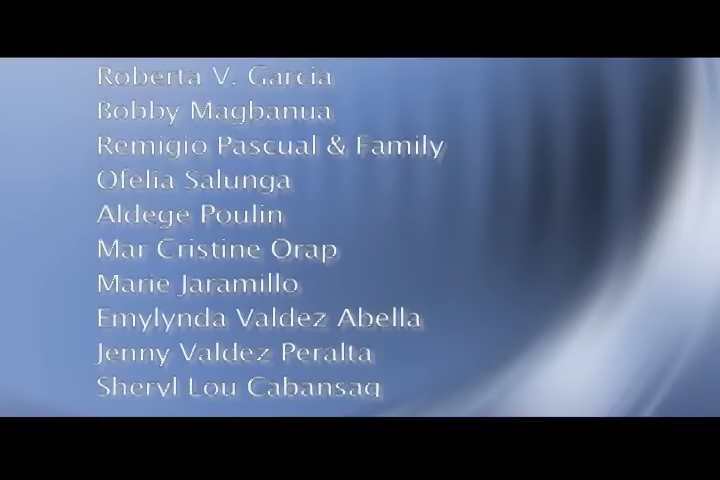 Roberta V. Garcia
Bobby Magbanua
Remigio Pascual & Family
Ofelia Salunga
Aldege Poulin
Mar Cristine Orap
Marie Jaramillo
Emylynda Valdez Abella
Jenny Valdez Peralta
Sheryl Lou Cabansag